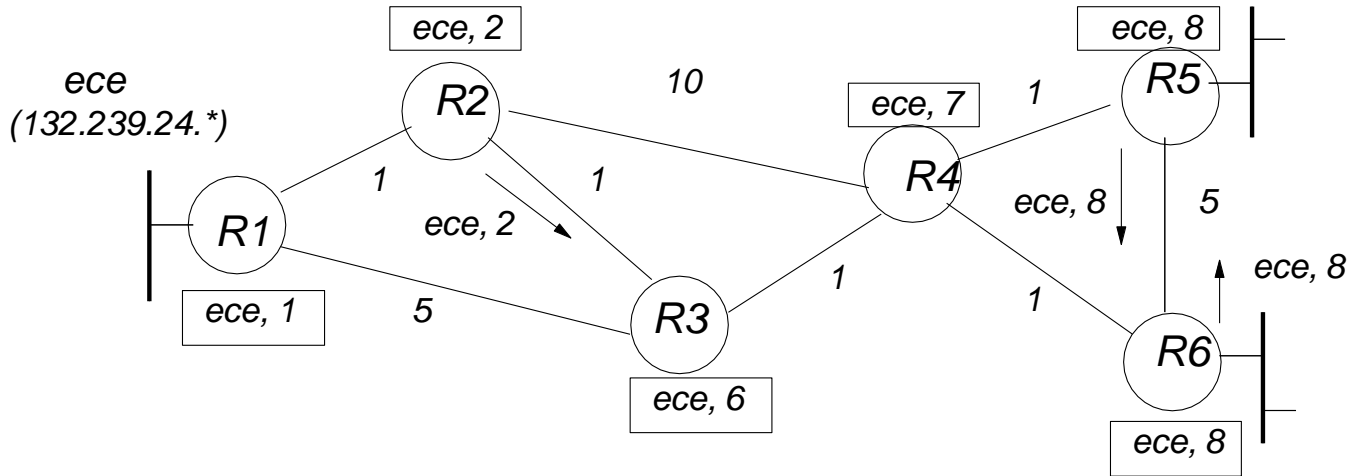 ece, 2
ece, 8
ece
(132.239.24.*)
R2
10
ece, 7
1
R5
1
1
R4
ece, 2
ece, 8
5
R1
ece, 8
1
1
ece, 1
5
R3
R6
ece, 6
ece, 8